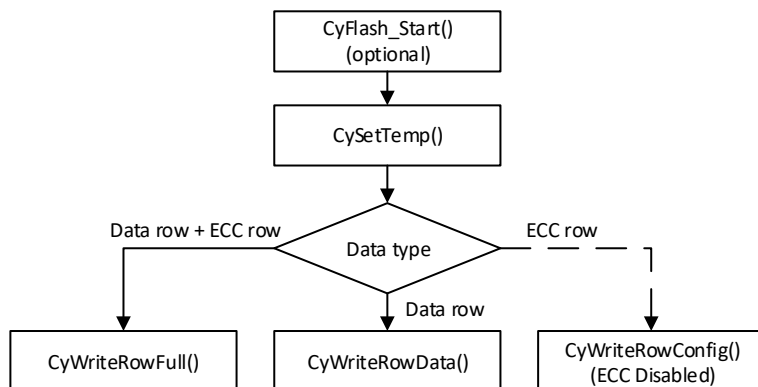 CyFlash_Start()
(optional)
CySetTemp()
Data row + ECC row
ECC row
Data type
Data row
CyWriteRowFull()
CyWriteRowData()
CyWriteRowConfig()
(ECC Disabled)